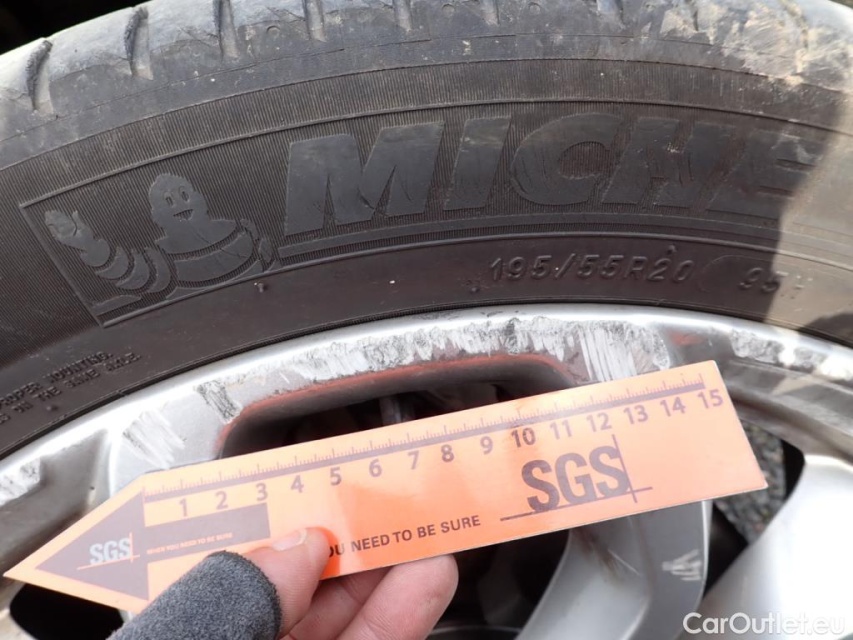 MICHE
195/55R20 95
1 2 3 4 5 6 7 8 9 10 11 12 13 14 15
SGS
SGS
OU NEED TO BE SURE
CarOutlet.eu